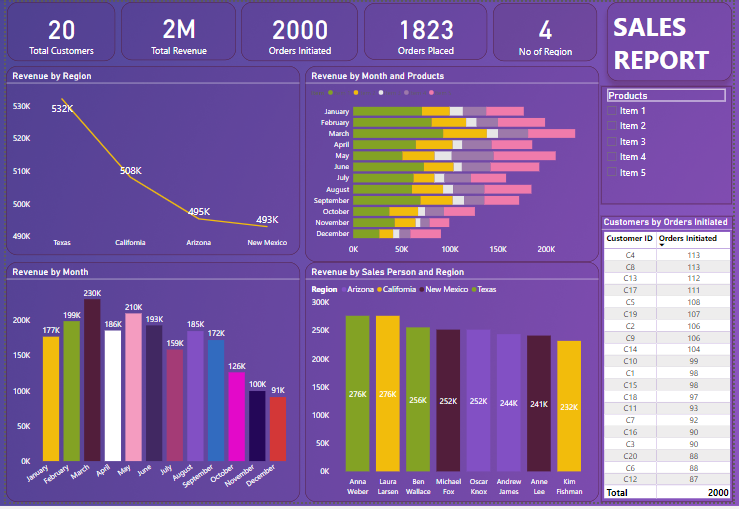 20
Total Customers
2M
Total Revenue
2000
Orders Initiated
1823
Orders Placed
4
No of Region
SALES
REPORT
Revenue by Region
530K
520K
510K
500K
490K
532K
508K
495K
493K
Texas California Arizona New Mexico
Revenue by Month and Products
January
February
March
April
May
June
July
August
September
October
November
December
0K 50K 100K 150K 200K
Products
Item 1
Item 2
Item 3
Item 4
Item 5
Revenue by Month
200K
150K
100K
50K
0K
177K
199K
230K
186K
210K
193K
159K
185K
172K
126K
100K
91K
January
February
March
April
May
June
July
August
September
October
November
December
Revenue by Sales Person and Region
Region Arizona California New Mexico Texas
300K
250K
200K
150K
100K
50K
0K
276K 276K 256K 252K 252K 244K 241K 232K
Anna Laura Ben Michael Oscar Andrew Anne Kim
Weber Larsen Wallace Fox Knox James Lee Fishman
Customers by Orders Initiated
Customer ID Orders Initiated
C4 113
C8 113
C13 112
C17 111
C5 108
C19 107
C2 106
C9 106
C14 104
C10 99
C1 98
C15 98
C18 97
C11 93
C7 92
C16 90
C3 90
C20 88
C6 88
C12 87
Total 2000